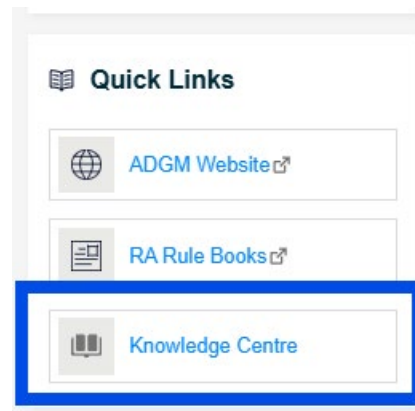 Quick Links
ADGM Website
RA Rule Books
Knowledge Centre